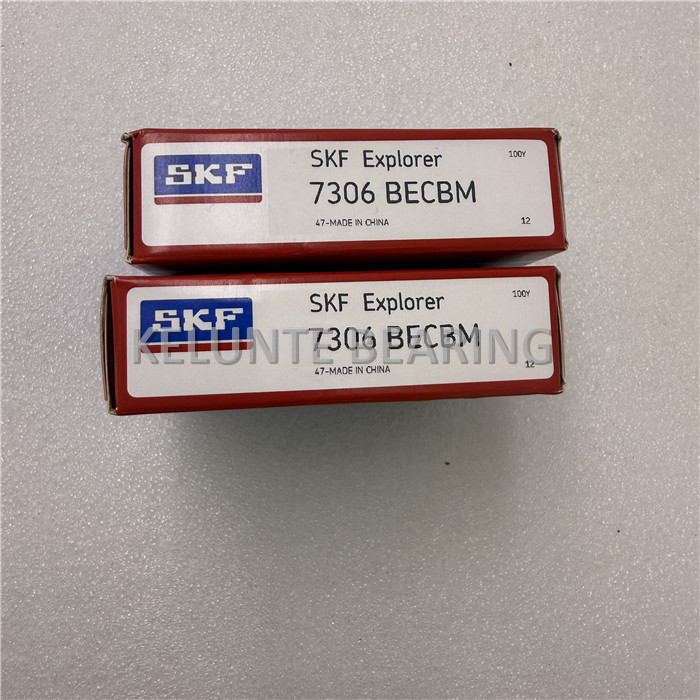 SKF
SKF Explorer
100Y
7306 BECBM
47-MADE IN CHINA
12
SKF
SKF Explorer
100Y
7306 BECBM
KELUNTE BEARING
47-MADE IN CHINA
12